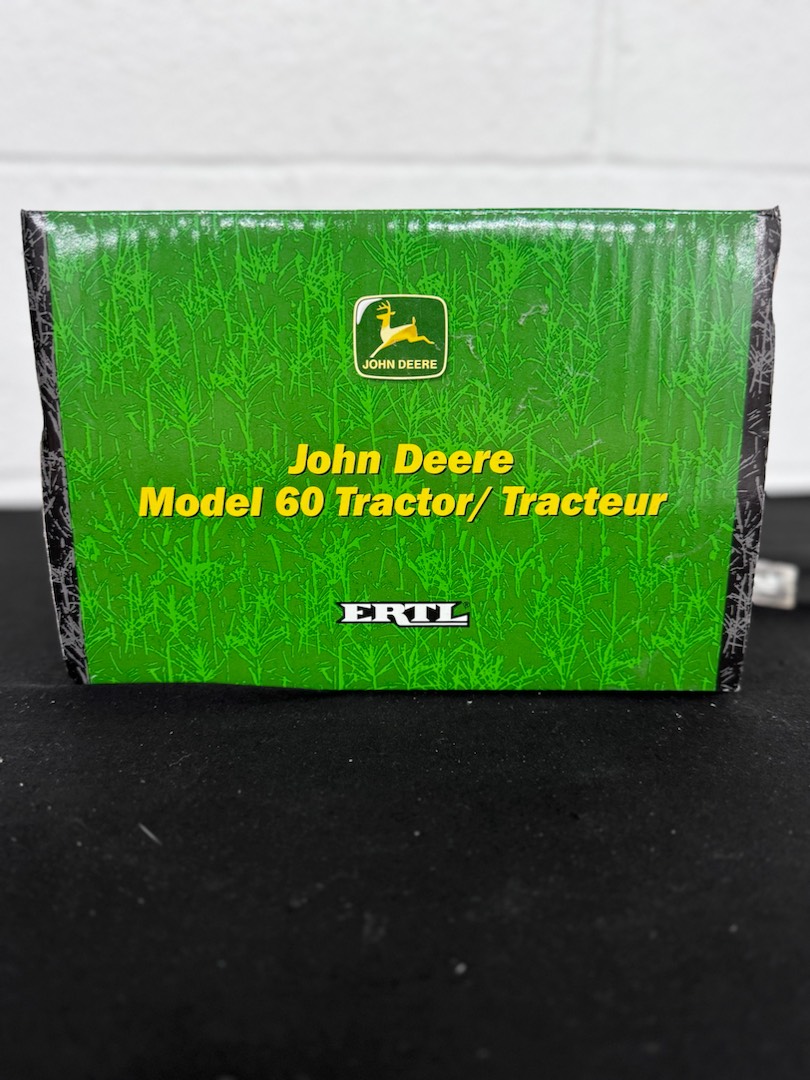 JOHN DEERE
John Deere
Model 60 Tractor/ Tracteur
ERTL